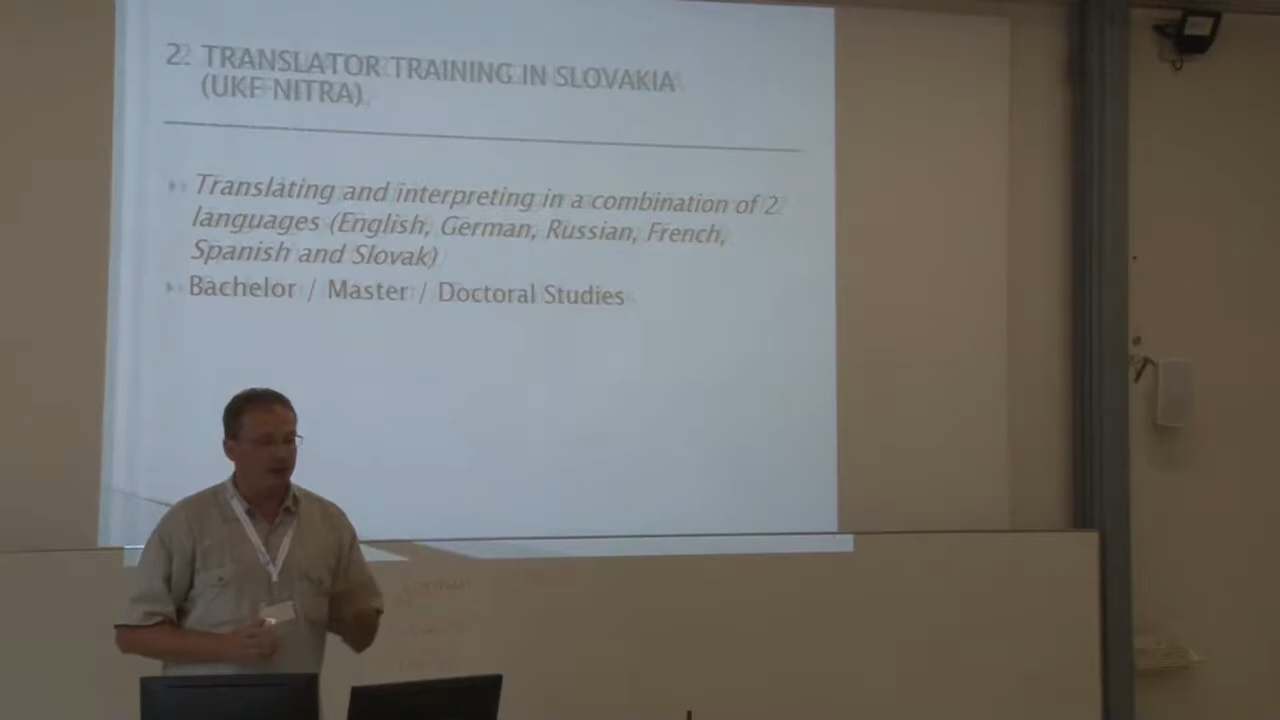 2. TRANSLATOR TRAINING IN SLOVAKIA
(UKF NITRA)
Translating and interpreting in a combination of 2
languages (English, German, Russian, French,
Spanish and Slovak)
Bachelor / Master / Doctoral Studies